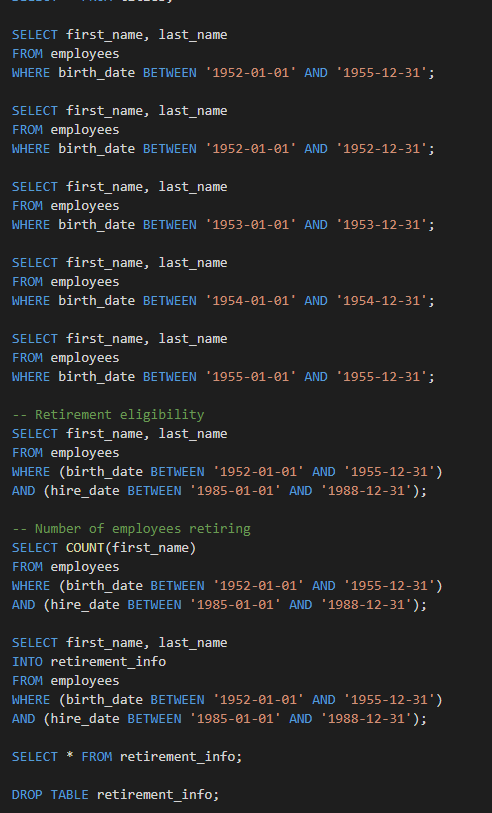 SELECT first_name, last_name
FROM employees
WHERE birth_date BETWEEN '1952-01-01' AND '1955-12-31';
SELECT first_name, last_name
FROM employees
WHERE birth_date BETWEEN '1952-01-01' AND '1952-12-31';
SELECT first_name, last_name
FROM employees
WHERE birth_date BETWEEN '1953-01-01' AND '1953-12-31';
SELECT first_name, last_name
FROM employees
WHERE birth_date BETWEEN '1954-01-01' AND '1954-12-31';
SELECT first_name, last_name
FROM employees
WHERE birth_date BETWEEN '1955-01-01' AND '1955-12-31';
-- Retirement eligibility
SELECT first_name, last_name
FROM employees
WHERE (birth_date BETWEEN '1952-01-01' AND '1955-12-31')
AND (hire_date BETWEEN '1985-01-01' AND '1988-12-31');
-- Number of employees retiring
SELECT COUNT(first_name)
FROM employees
WHERE (birth_date BETWEEN '1952-01-01' AND '1955-12-31')
AND (hire_date BETWEEN '1985-01-01' AND '1988-12-31');
SELECT first_name, last_name
INTO retirement_info
FROM employees
WHERE (birth_date BETWEEN '1952-01-01' AND '1955-12-31')
AND (hire_date BETWEEN '1985-01-01' AND '1988-12-31');
SELECT * FROM retirement_info;
DROP TABLE retirement_info;